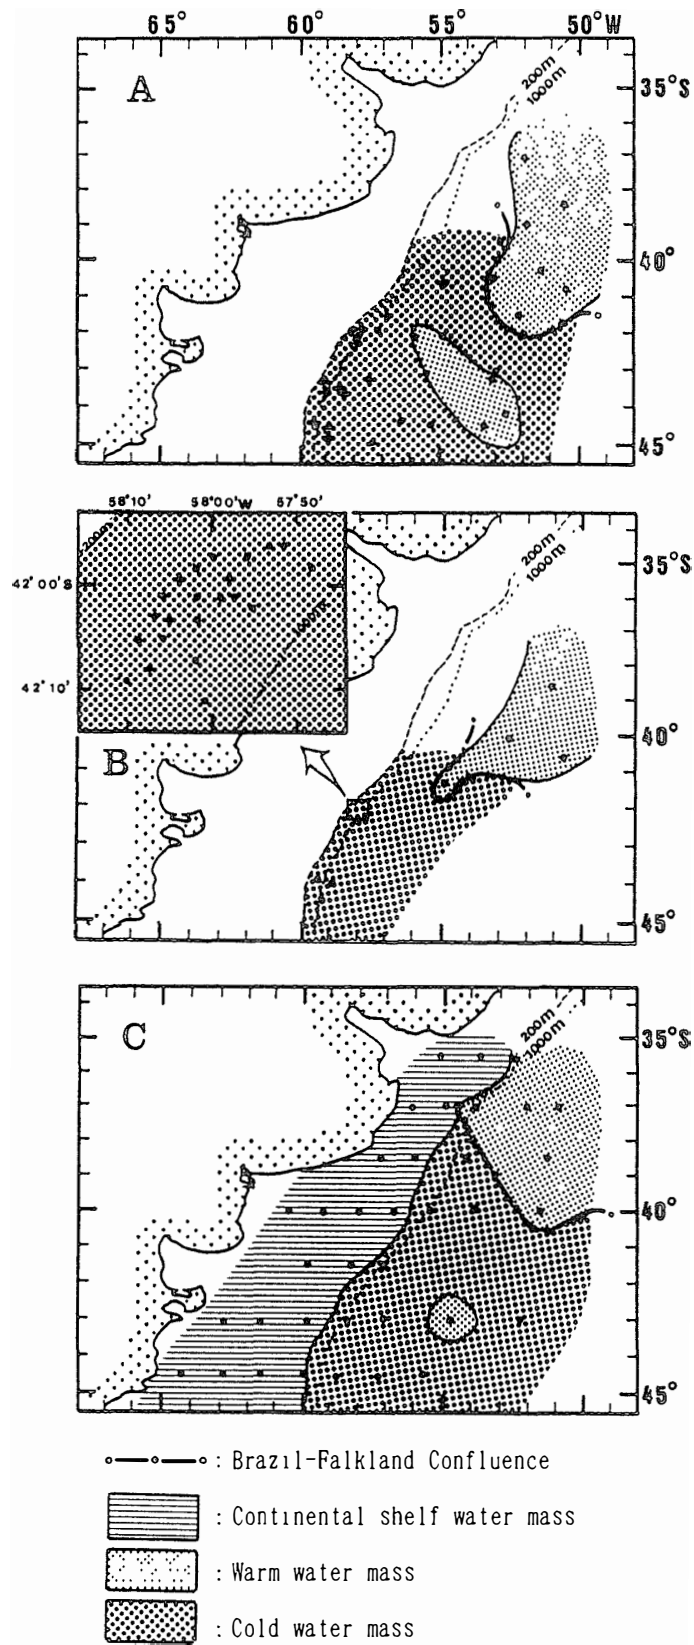 65° 60° 55° 50°W
A
200m
1000m
35°S
40°
45°
58°10' 58°00'W 57°50'
200m
42°00'S
1000m
42°10'
B
200m
1000m
35°S
40°
45°
C
200m
1000m
35°S
40°
45°
: Brazil-Falkland Confluence
: Continental shelf water mass
: Warm water mass
: Cold water mass